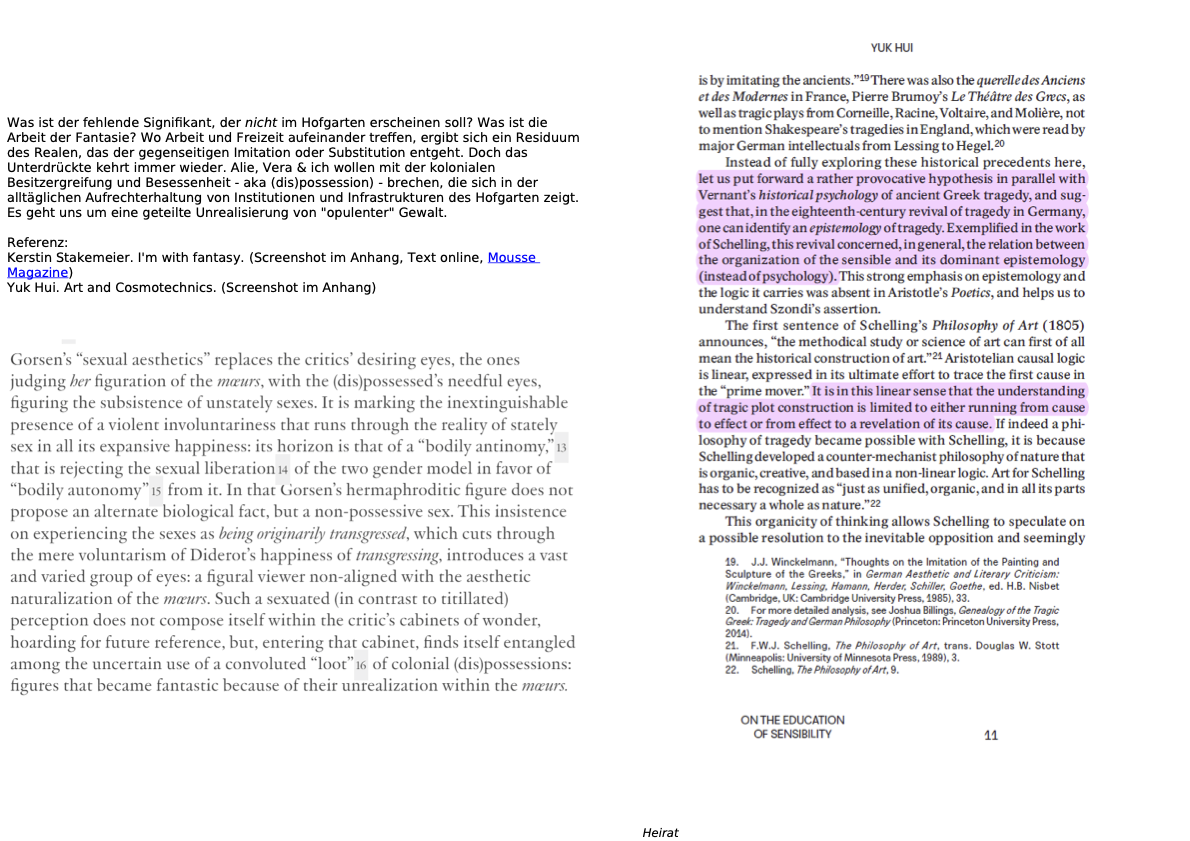 Was ist der fehlende Signifikant, der nicht im Hofgarten erscheinen soll? Was ist die
Arbeit der Fantasie? Wo Arbeit und Freizeit aufeinander treffen, ergibt sich ein Residuum
des Realen, das der gegenseitigen Imitation oder Substitution entgeht. Doch das
Unterdrückte kehrt immer wieder. Alie, Vera & ich wollen mit der kolonialen
Besitzergreifung und Besessenheit - aka (dis)possession) - brechen, die sich in der
alltäglichen Aufrechterhaltung von Institutionen und Infrastrukturen des Hofgarten zeigt.
Es geht uns um eine geteilte Unrealisierung von "opulenter" Gewalt.
Referenz:
Kerstin Stakemeier. I'm with fantasy. (Screenshot im Anhang, Text online, Mousse
Magazine)
Yuk Hui. Art and Cosmotechnics. (Screenshot im Anhang)
Gorsen’s “sexual aesthetics” replaces the critics’ desiring eyes, the ones
judging her figuration of the mœurs, with the (dis)possessed’s needful eyes,
figuring the subsistence of unstately sexes. It is marking the inextinguishable
presence of a violent involuntariness that runs through the reality of stately
sex in all its expansive happiness: its horizon is that of a “bodily antinomy,”13
that is rejecting the sexual liberation14 of the two gender model in favor of
“bodily autonomy”15 from it. In that Gorsen’s hermaphroditic figure does not
propose an alternate biological fact, but a non-possessive sex. This insistence
on experiencing the sexes as being originarily transgressed, which cuts through
the mere voluntarism of Diderot’s happiness of transgressing, introduces a vast
and varied group of eyes: a figural viewer non-aligned with the aesthetic
naturalization of the mœurs. Such a sexuated (in contrast to titillated)
perception does not compose itself within the critic’s cabinets of wonder,
hoarding for future reference, but, entering that cabinet, finds itself entangled
among the uncertain use of a convoluted “loot”16 of colonial (dis)possessions:
figures that became fantastic because of their unrealization within the mœurs.
YUK HUI
is by imitating the ancients.”19 There was also the querelle des Anciens
et des Modernes in France, Pierre Brumoy’s Le Théâtre des Grecs, as
well as tragic plays from Corneille, Racine, Voltaire, and Molière, not
to mention Shakespeare’s tragedies in England, which were read by
major German intellectuals from Lessing to Hegel.20
Instead of fully exploring these historical precedents here,
let us put forward a rather provocative hypothesis in parallel with
Vernant’s historical psychology of ancient Greek tragedy, and sug-
gest that, in the eighteenth-century revival of tragedy in Germany,
one can identify an epistemology of tragedy. Exemplified in the work
of Schelling, this revival concerned, in general, the relation between
the organization of the sensible and its dominant epistemology
(instead of psychology). This strong emphasis on epistemology and
the logic it carries was absent in Aristotle’s Poetics, and helps us to
understand Szondi’s assertion.
The first sentence of Schelling’s Philosophy of Art (1805)
announces, “the methodical study or science of art can first of all
mean the historical construction of art.”21 Aristotelian causal logic
is linear, expressed in its ultimate effort to trace the first cause in
the “prime mover.” It is in this linear sense that the understanding
of tragic plot construction is limited to either running from cause
to effect or from effect to a revelation of its cause. If indeed a phi-
losophy of tragedy became possible with Schelling, it is because
Schelling developed a counter-mechanist philosophy of nature that
is organic, creative, and based in a non-linear logic. Art for Schelling
has to be recognized as “just as unified, organic, and in all its parts
necessary a whole as nature.”22
This organicity of thinking allows Schelling to speculate on
a possible resolution to the inevitable opposition and seemingly
19. J.J. Winckelmann, “Thoughts on the Imitation of the Painting and
Sculpture of the Greeks,” in German Aesthetic and Literary Criticism:
Winckelmann, Lessing, Hamann, Herder, Schiller, Goethe, ed. H.B. Nisbet
(Cambridge, UK: Cambridge University Press, 1985), 33.
20. For more detailed analysis, see Joshua Billings, Genealogy of the Tragic
Greek: Tragedy and German Philosophy (Princeton: Princeton University Press,
2014).
21. F.W.J. Schelling, The Philosophy of Art, trans. Douglas W. Stott
(Minneapolis: University of Minnesota Press, 1989), 3.
22. Schelling, The Philosophy of Art, 9.
ON THE EDUCATION
OF SENSIBILITY
11
Heirat